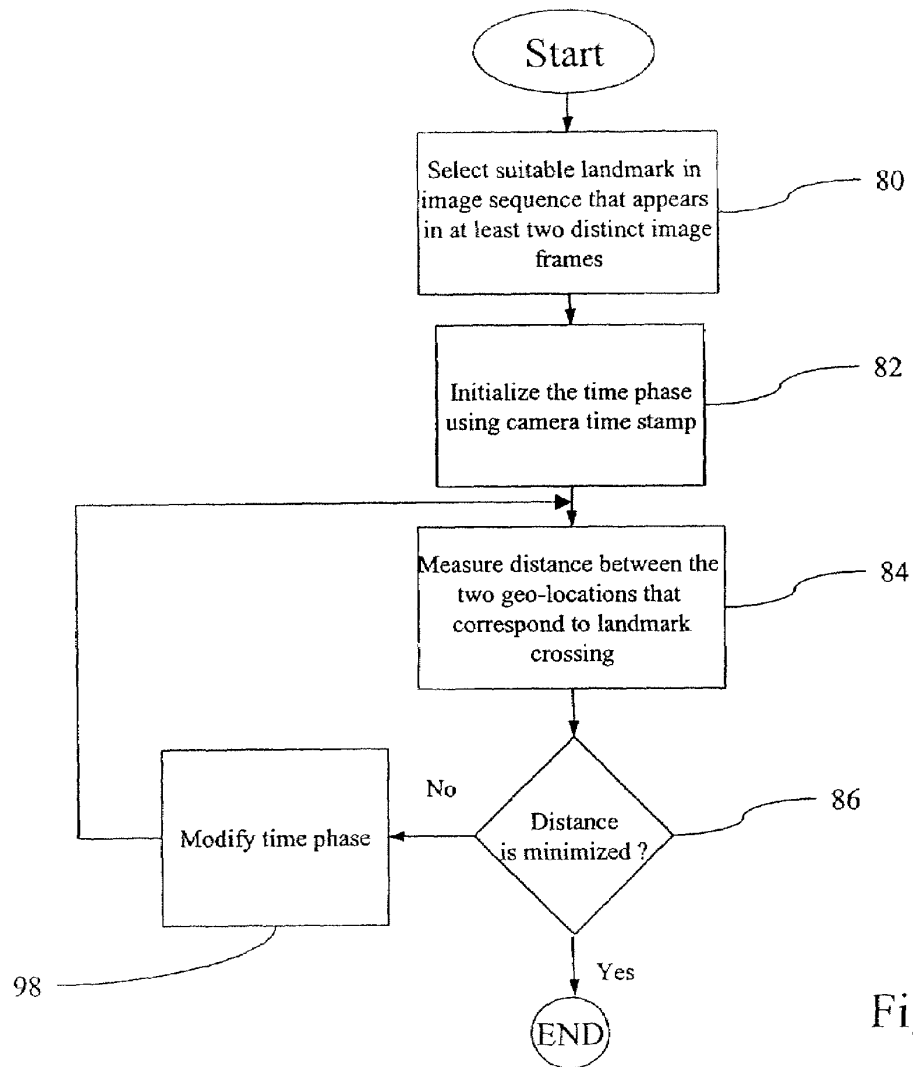 Start
Select suitable landmark in
image sequence that appears
in at least two distinct image
frames
80
Initialize the time phase
using camera time stamp
82
Measure distance between the
two geo-locations that
correspond to landmark
crossing
84
Distance
is minimized ?
86
No
Modify time phase
98
Yes
END